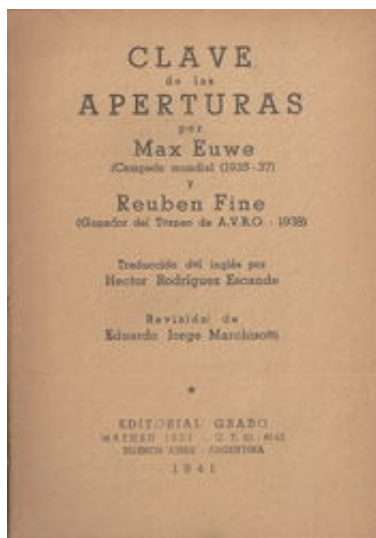 CLAVE
de las
APERTURAS
por
Max Euwe
(Campeón mundial (1935-37)
y
Reuben Fine
(Ganador del Torneo de A.V.R.O. - 1938)
Traducción del inglés por
Hector Rodríguez Escande
Revisión de
Eduardo Jorge Marchisotti
EDITORIAL GRABO
BUENOS AIRES - ARGENTINA
1941